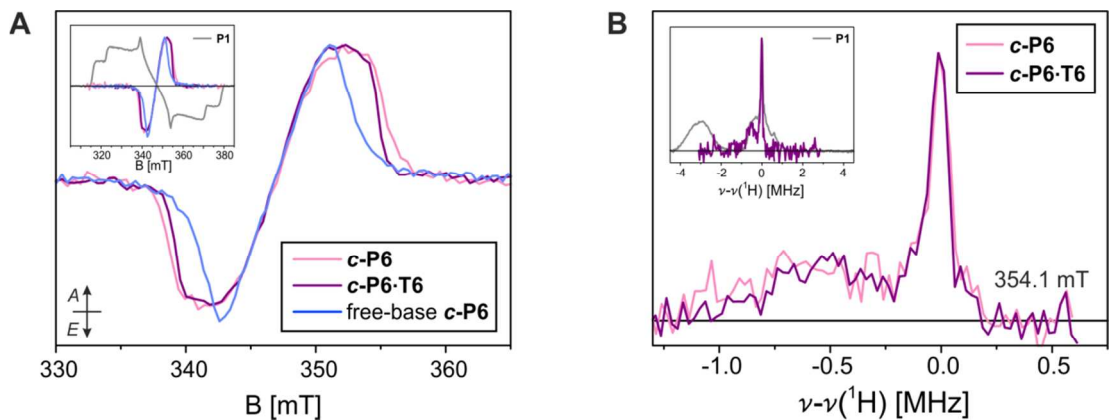 A
P1
320
340
360
380
B [mT]
c-P6
c-P6·T6
free-base c-P6
A
E
330
340
350
360
B [mT]
B
P1
-4
-2
0
2
4
ν-ν(¹H) [MHz]
c-P6
c-P6·T6
354.1 mT
-1.0
-0.5
0.0
0.5
ν-ν(¹H) [MHz]